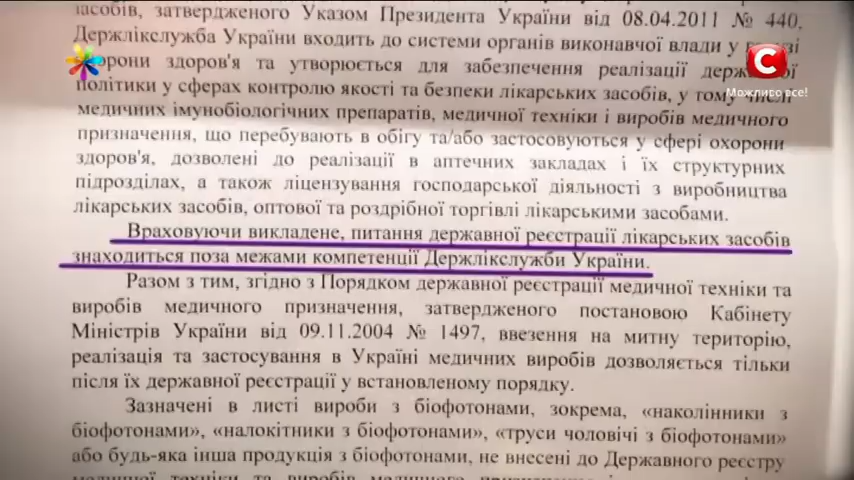 засобів, затвердженого Указом Президента України від 08.04.2011 № 440,
Держлікслужба України входить до системи органів виконавчої влади у
орони здоров'я та утворюється для забезпечення реалізації
політики у сферах контролю якості та безпеки лікарських засобів, у тому числі
медичних імунобіологічних препаратів, медичної техніки і виробів медичного
призначення, що перебувають в обігу та/або застосовуються у сфері охорони
здоров'я, дозволені до реалізації в аптечних закладах і їх структурних
підрозділах, а також ліцензування господарської діяльності з виробництва
лікарських засобів, оптової та роздрібної торгівлі лікарськими засобами.
Враховуючи викладене, питання державної реєстрації лікарських засобів
знаходиться поза межами компетенції Держлікслужби України.
Разом з тим, згідно з Порядком державної реєстрації медичної техніки та
виробів медичного призначення, затвердженого постановою Кабінету
Міністрів України від 09.11.2004 № 1497, ввезення на митну територію,
реалізація та застосування в Україні медичних виробів дозволяється тільки
після їх державної реєстрації у встановленому порядку.
Зазначені в листі вироби з біофотонами, зокрема, «наколінники з
біофотонами», «налокітники з біофотонами», «труси чоловічі з біофотонами»
або будь-яка інша продукція з біофотонами, не внесені до Державного реєстру
медичної техніки та виробів медичного призначення
С
Можливо все!